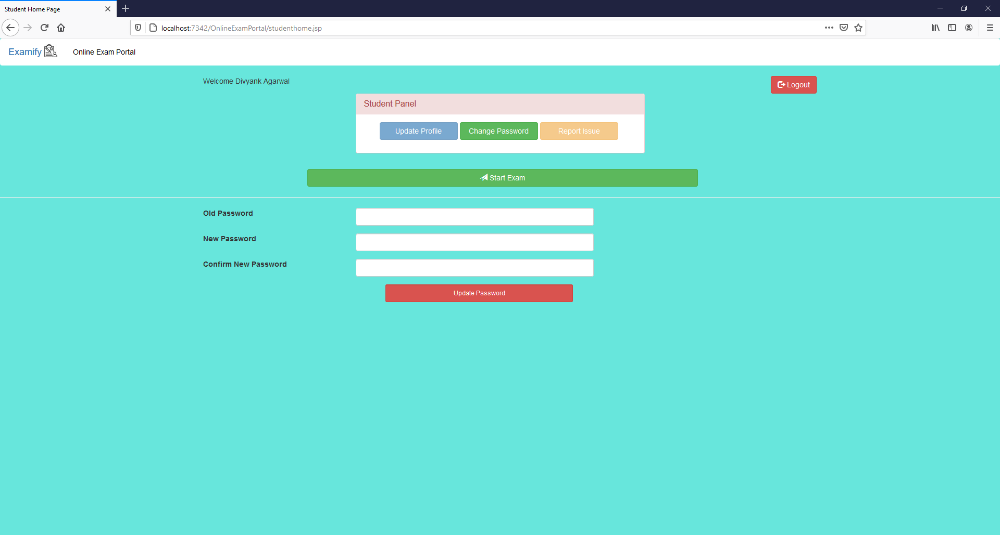 Student Home Page
localhost:7342/OnlineExamPortal/studenthome.jsp
Examify Online Exam Portal
Welcome Divyank Agarwal
Logout
Student Panel
Update Profile Change Password Report Issue
Start Exam
Old Password
New Password
Confirm New Password
Update Password